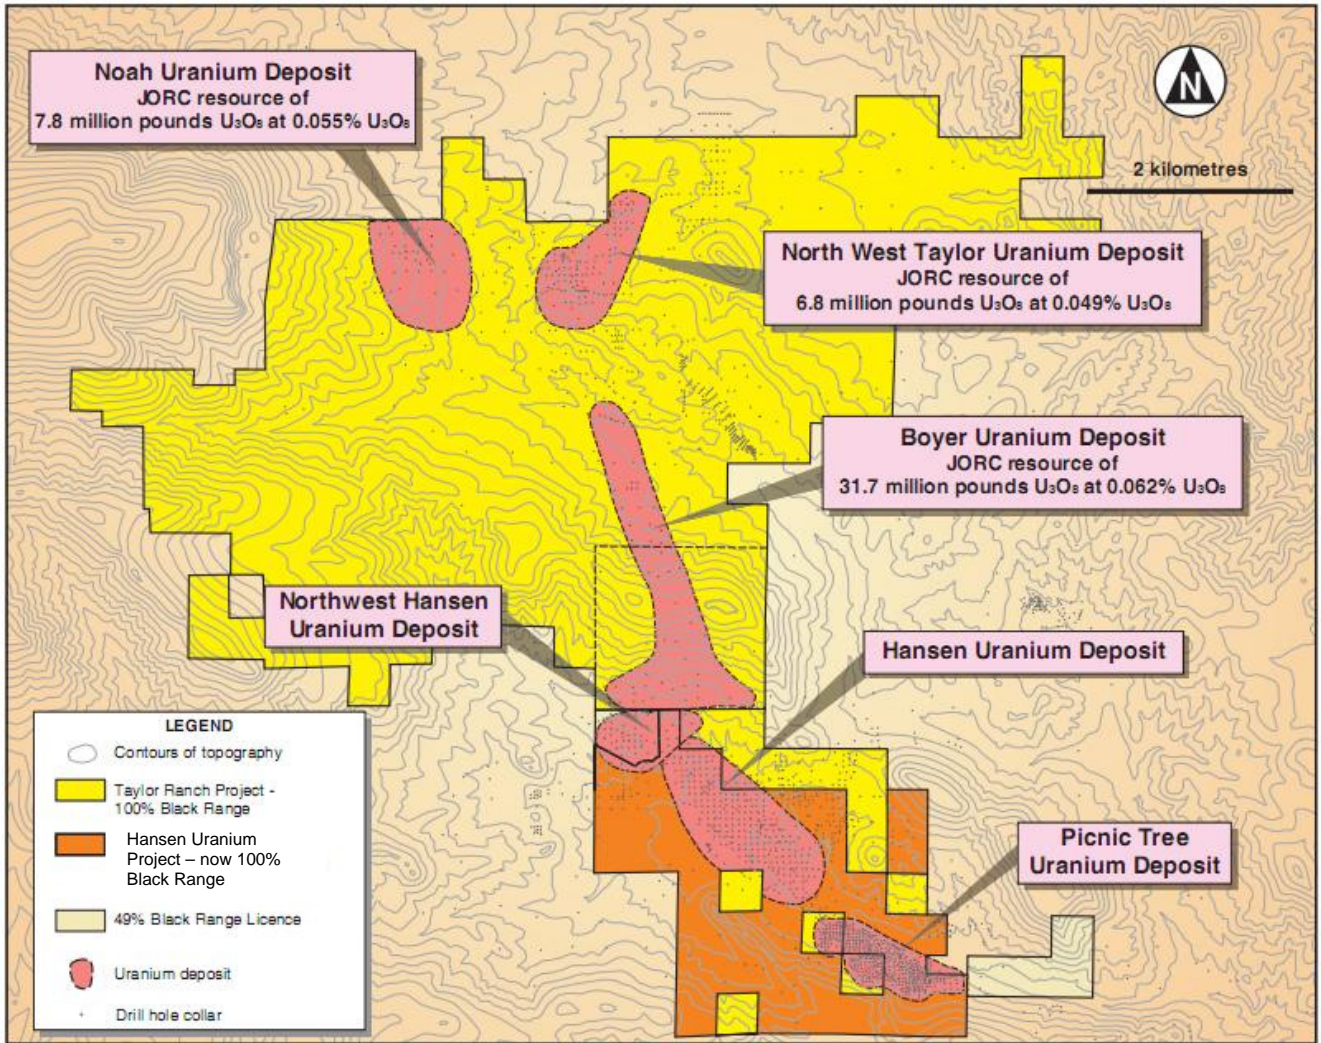 Noah Uranium Deposit
JORC resource of
7.8 million pounds U₃O₈ at 0.055% U₃O₈
N
2 kilometres
North West Taylor Uranium Deposit
JORC resource of
6.8 million pounds U₃O₈ at 0.049% U₃O₈
Boyer Uranium Deposit
JORC resource of
31.7 million pounds U₃O₈ at 0.062% U₃O₈
Northwest Hansen
Uranium Deposit
Hansen Uranium Deposit
Picnic Tree
Uranium Deposit
LEGEND
Contours of topography
Taylor Ranch Project -
100% Black Range
Hansen Uranium
Project – now 100%
Black Range
49% Black Range Licence
Uranium deposit
Drill hole collar